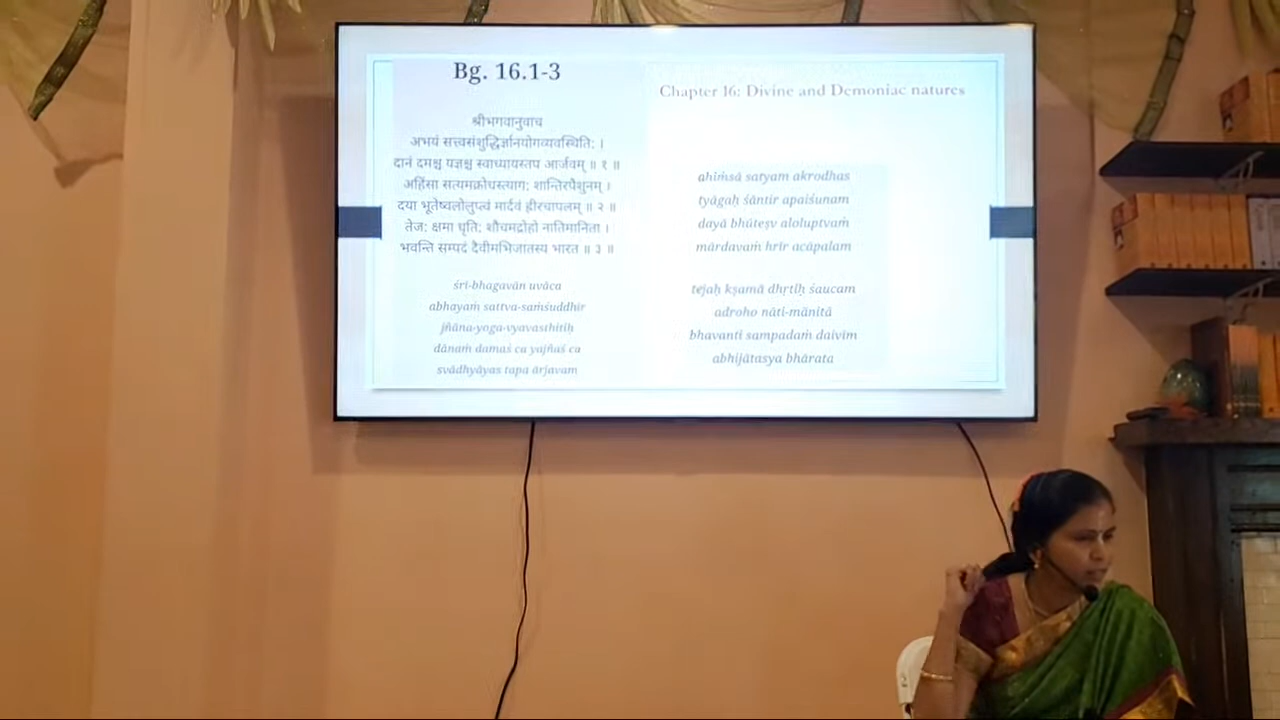 Bg. 16.1-3
श्रीभगवानुवाच
अभयं सत्त्वसंशुद्धिर्ज्ञानयोगव्यवस्थितिः ।
दानं दमश्च यज्ञश्च स्वाध्यायस्तप आर्जवम् ॥ १ ॥
अहिंसा सत्यमक्रोधस्त्यागः शान्तिरपैशुनम् ।
दया भूतेष्वलोलुप्त्वं मार्दवं ह्रीरचापलम् ॥ २ ॥
तेजः क्षमा धृतिः शौचमद्रोहो नातिमानिता ।
भवन्ति सम्पदं दैवीमभिजातस्य भारत ॥ ३ ॥
śrī-bhagavān uvāca
abhayaṁ sattva-saṁśuddhir
jñāna-yoga-vyavasthitiḥ
dānaṁ damaś ca yajñaś ca
svādhyāyas tapa ārjavam
Chapter 16: Divine and Demoniac natures
ahiṁsā satyam akrodhas
tyāgaḥ śāntir apaiśunam
dayā bhūteṣv aloluptvaṁ
mārdavaṁ hrīr acāpalam
tejaḥ kṣamā dhṛtiḥ śaucam
adroho nāti-mānitā
bhavanti sampadaṁ daivīm
abhijātasya bhārata